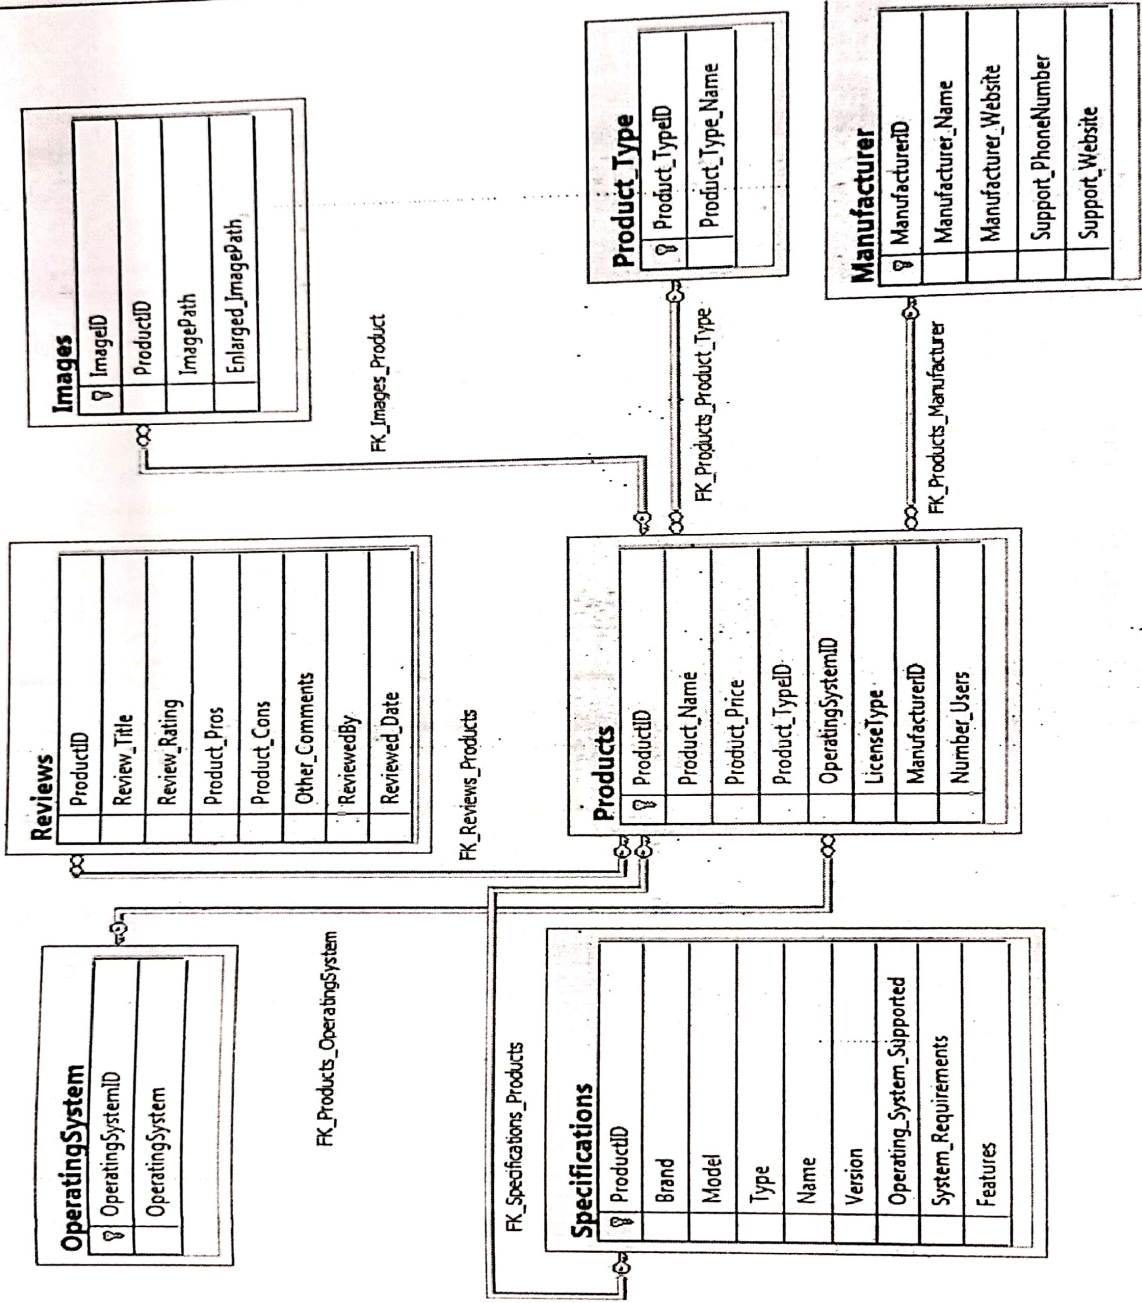 OperatingSystem
OperatingSystemID
OperatingSystem
FK_Products_OperatingSystem
Reviews
ProductID
Review_Title
Review_Rating
Product_Pros
Product_Cons
Other_Comments
ReviewedBy
Reviewed_Date
FK_Reviews_Products
Images
ImageID
ProductID
ImagePath
Enlarged_ImagePath
FK_Images_Product
FK_Specifications_Products
Specifications
ProductID
Brand
Model
Type
Name
Version
Operating_System_Supported
System_Requirements
Features
Products
ProductID
Product_Name
Product_Price
Product_TypeID
OperatingSystemID
LicenseType
ManufacturerID
Number_Users
FK_Products_Product_Type
Product_Type
Product_TypeID
Product_Type_Name
FK_Products_Manufacturer
Manufacturer
ManufacturerID
Manufacturer_Name
Manufacturer_Website
Support_PhoneNumber
Support_Website